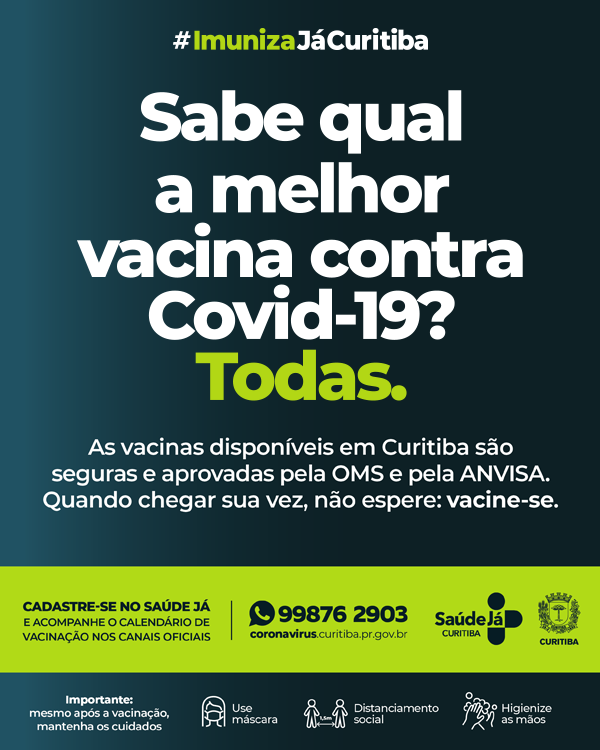 #ImunizaJáCuritiba
Sabe qual
a melhor
vacina contra
Covid-19?
Todas.
As vacinas disponíveis em Curitiba são
seguras e aprovadas pela OMS e pela ANVISA.
Quando chegar sua vez, não espere: vacine-se.
CADASTRE-SE NO SAÚDE JÁ
E ACOMPANHE O CALENDÁRIO DE
VACINAÇÃO NOS CANAIS OFICIAIS
99876 2903
coronavirus.curitiba.pr.gov.br
SaúdeJá
CURITIBA
CURITIBA
Importante:
mesmo após a vacinação,
mantenha os cuidados
Use
máscara
1,5m
Distanciamento
social
Higienize
as mãos